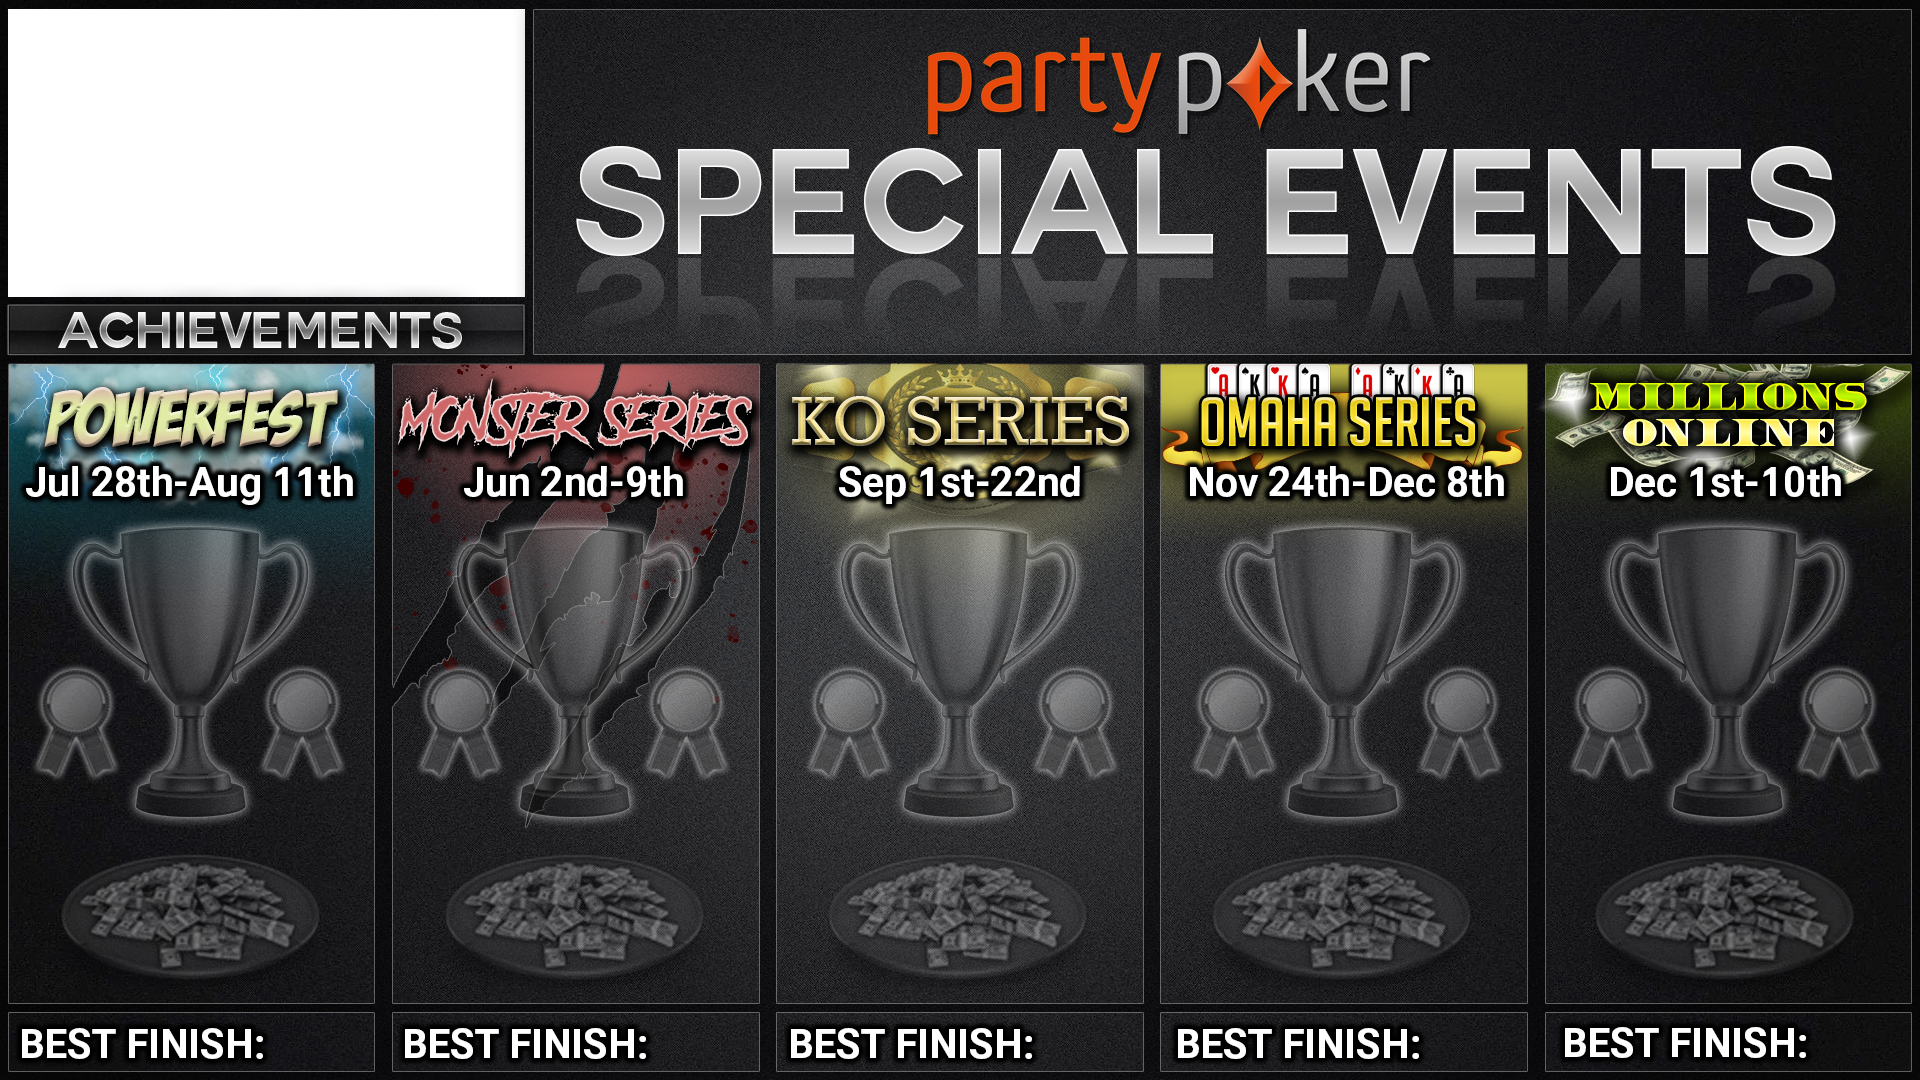 partypoker
SPECIAL EVENTS
ACHIEVEMENTS
POWERFEST
Jul 28th-Aug 11th
BEST FINISH:
MONSTER SERIES
Jun 2nd-9th
BEST FINISH:
KO SERIES
Sep 1st-22nd
BEST FINISH:
A K K A A K K A
OMAHA SERIES
Nov 24th-Dec 8th
BEST FINISH:
MILLIONS
ONLINE
Dec 1st-10th
BEST FINISH: